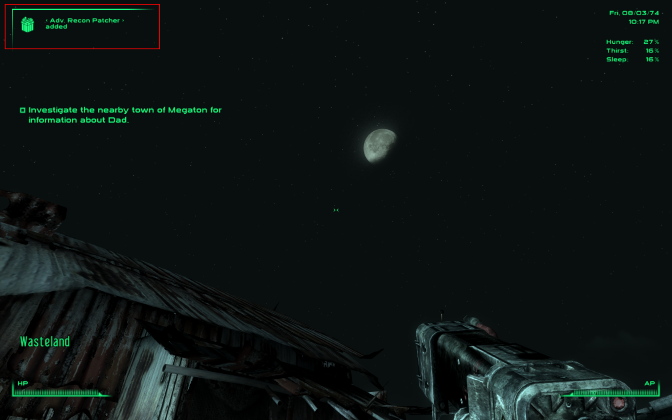 - Adv. Recon Patcher -
added
Fri, 08/03/74
10:17 PM
Hunger: 27%
Thirst: 16%
Sleep: 16%
Investigate the nearby town of Megaton for
information about Dad.
Wasteland
HP
AP